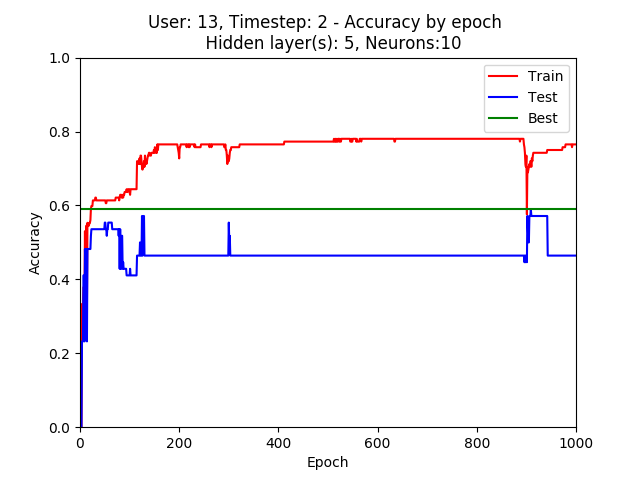 User: 13, Timestep: 2 - Accuracy by epoch
Hidden layer(s): 5, Neurons:10
1.0
0.8
0.6
0.4
0.2
0.0
Accuracy
Train
Test
Best
0 200 400 600 800 1000
Epoch